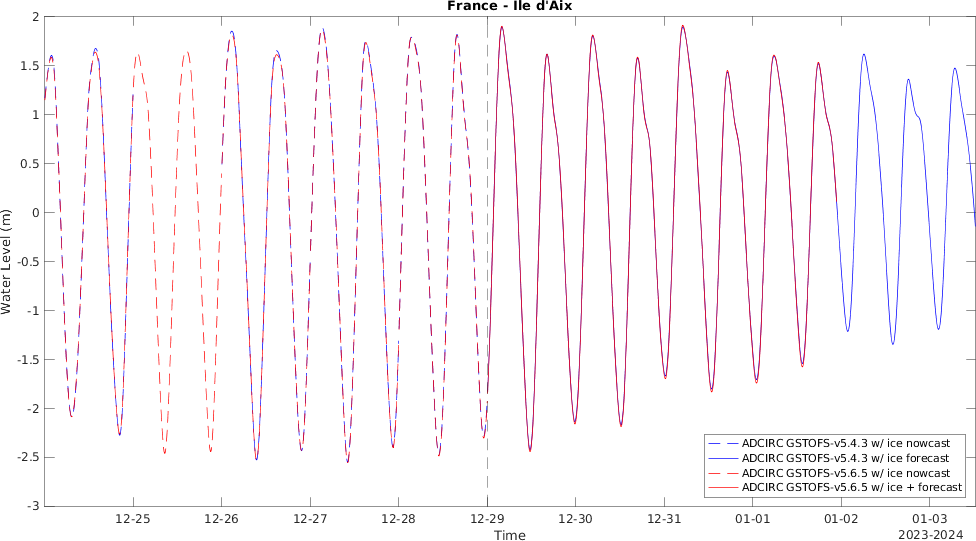 France - Ile d'Aix
2
1.5
1
0.5
0
-0.5
-1
-1.5
-2
-2.5
-3
Water Level (m)
ADCIRC GSTOFS-v5.4.3 w/ ice nowcast
ADCIRC GSTOFS-v5.4.3 w/ ice forecast
ADCIRC GSTOFS-v5.6.5 w/ ice nowcast
ADCIRC GSTOFS-v5.6.5 w/ ice + forecast
12-25 12-26 12-27 12-28 12-29 12-30 12-31 01-01 01-02 01-03
Time
2023-2024